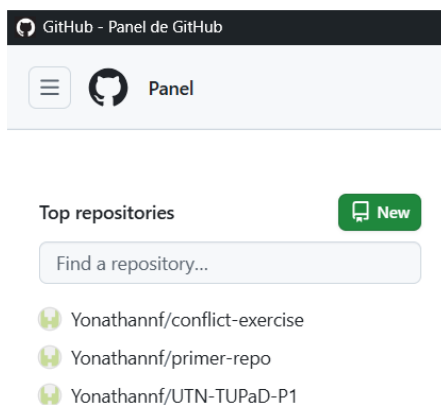 GitHub - Panel de GitHub
Panel
Top repositories
New
Find a repository...
Yonathannf/conflict-exercise
Yonathannf/primer-repo
Yonathannf/UTN-TUPaD-P1